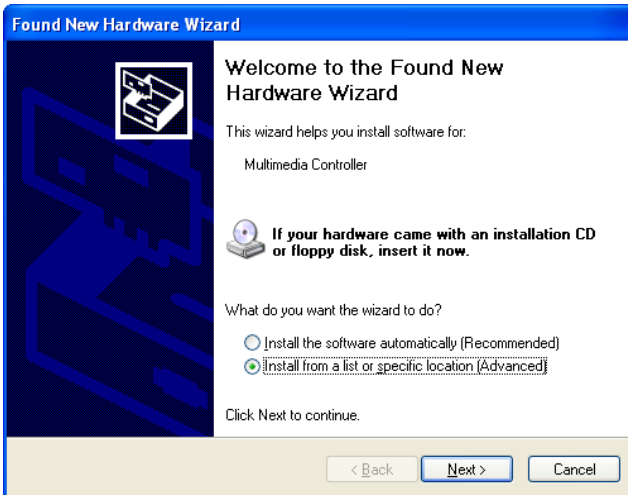 Found New Hardware Wizard
Welcome to the Found New
Hardware Wizard
This wizard helps you install software for:
Multimedia Controller
If your hardware came with an installation CD
or floppy disk, insert it now.
What do you want the wizard to do?
Install the software automatically (Recommended)
Install from a list or specific location (Advanced)
Click Next to continue.
< Back Next > Cancel